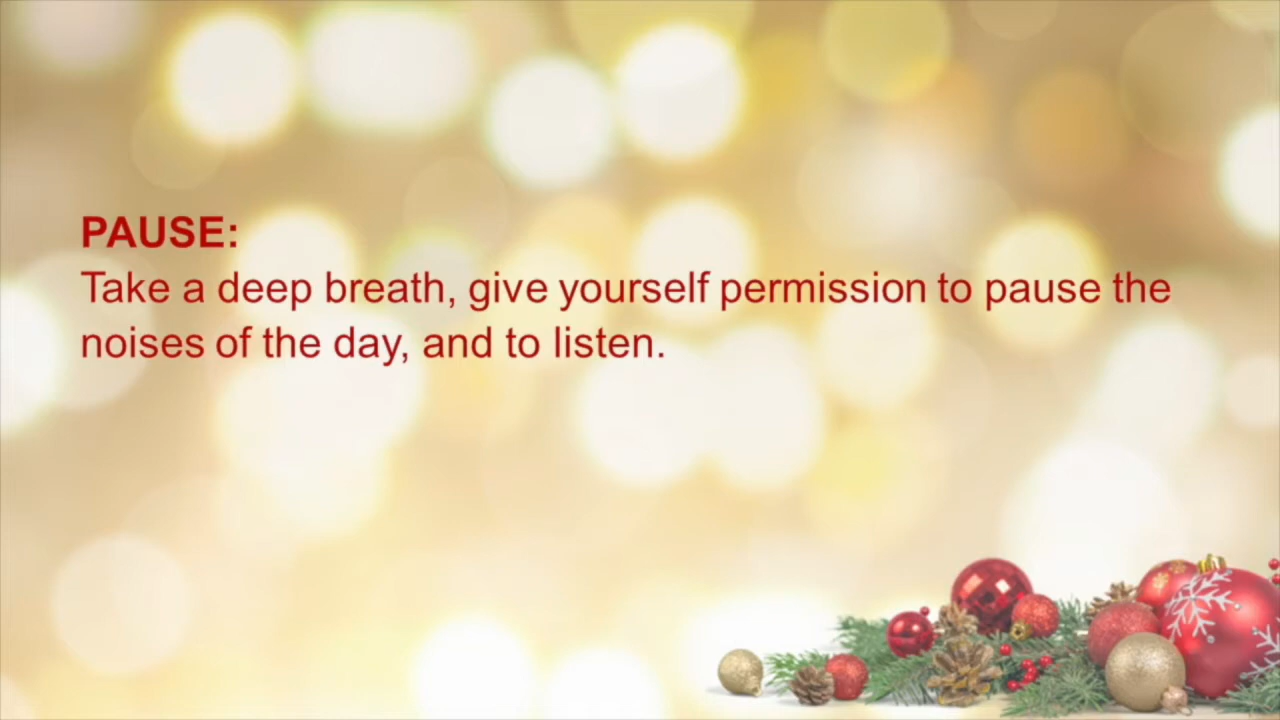 PAUSE:
Take a deep breath, give yourself permission to pause the
noises of the day, and to listen.